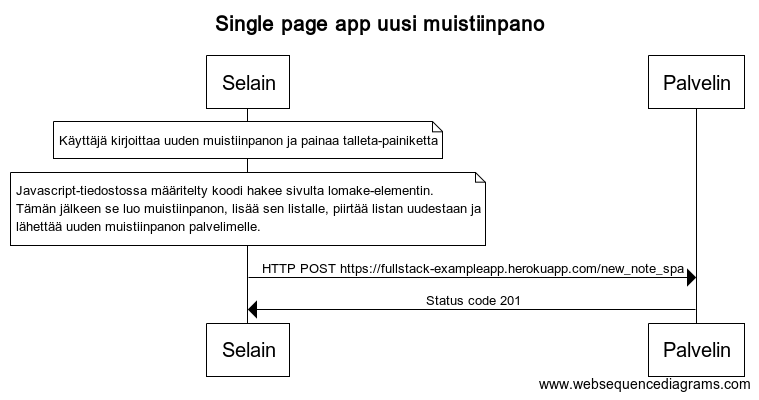 Single page app uusi muistiinpano
Selain
Palvelin
Käyttäjä kirjoittaa uuden muistiinpanon ja painaa talleta-painiketta
Javascript-tiedostossa määritelty koodi hakee sivulta lomake-elementin.
Tämän jälkeen se luo muistiinpanon, lisää sen listalle, piirtää listan uudestaan ja
lähettää uuden muistiinpanon palvelimelle.
HTTP POST https://fullstack-exampleapp.herokuapp.com/new_note_spa
Status code 201
Selain
Palvelin
www.websequencediagrams.com